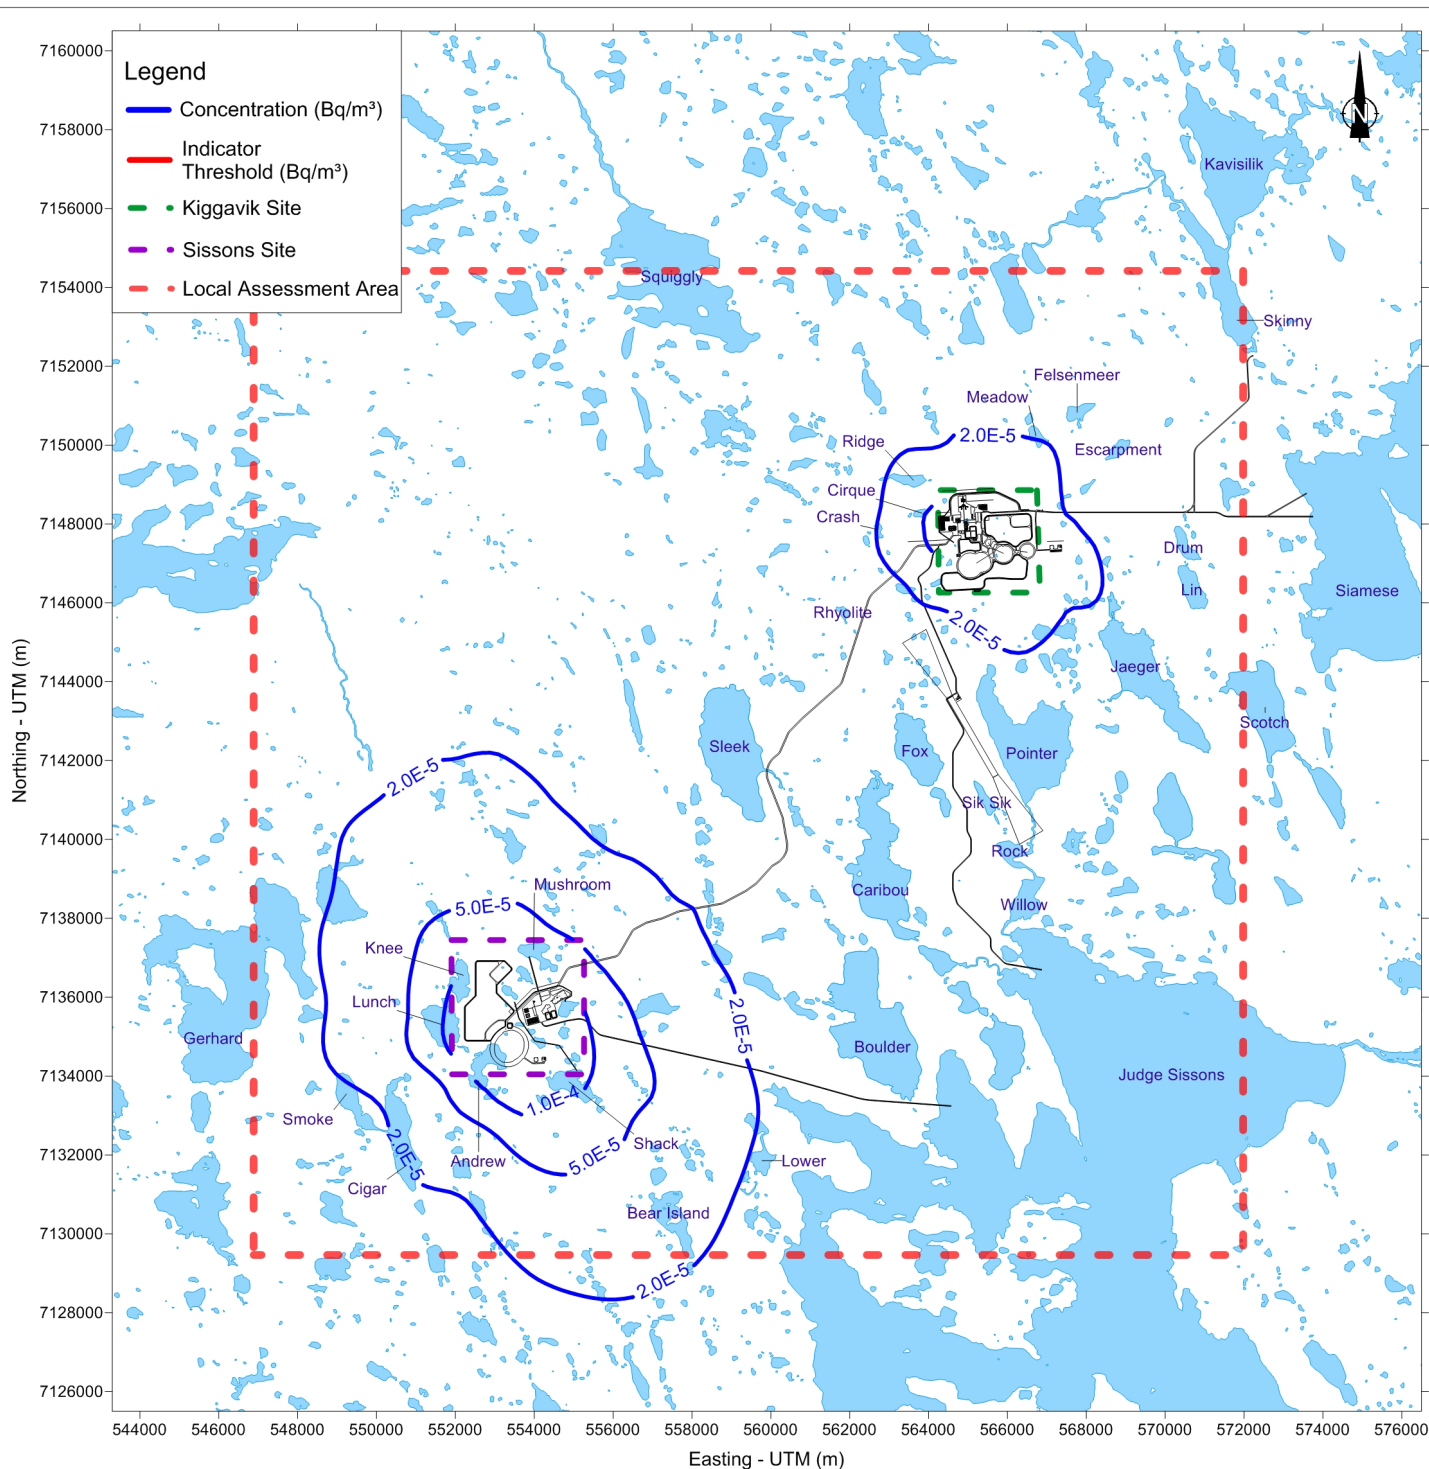 Legend
Concentration (Bq/m³)
Indicator
Threshold (Bq/m³)
Kiggavik Site
Sissons Site
Local Assessment Area
N
Kavisilik
Squiggly
Skinny
Felsenmeer
Meadow
2.0E-5
Ridge
Escarpment
Cirque
Crash
Drum
Lin
Siamese
Rhyolite
2.0E-5
Jaeger
Scotch
Sleek
Fox
Pointer
2.0E-5
Sik Sik
Rock
Mushroom
Caribou
5.0E-5
Willow
Knee
Lunch
2.0E-5
Gerhard
Boulder
Judge Sissons
1.0E-4
Smoke
Shack
2.0E-5
5.0E-5
Andrew
Lower
Cigar
Bear Island
2.0E-5
7160000
7158000
7156000
7154000
7152000
7150000
7148000
7146000
7144000
7142000
7140000
7138000
7136000
7134000
7132000
7130000
7128000
7126000
Northing - UTM (m)
544000 546000 548000 550000 552000 554000 556000 558000 560000 562000 564000 566000 568000 570000 572000 574000 576000
Easting - UTM (m)